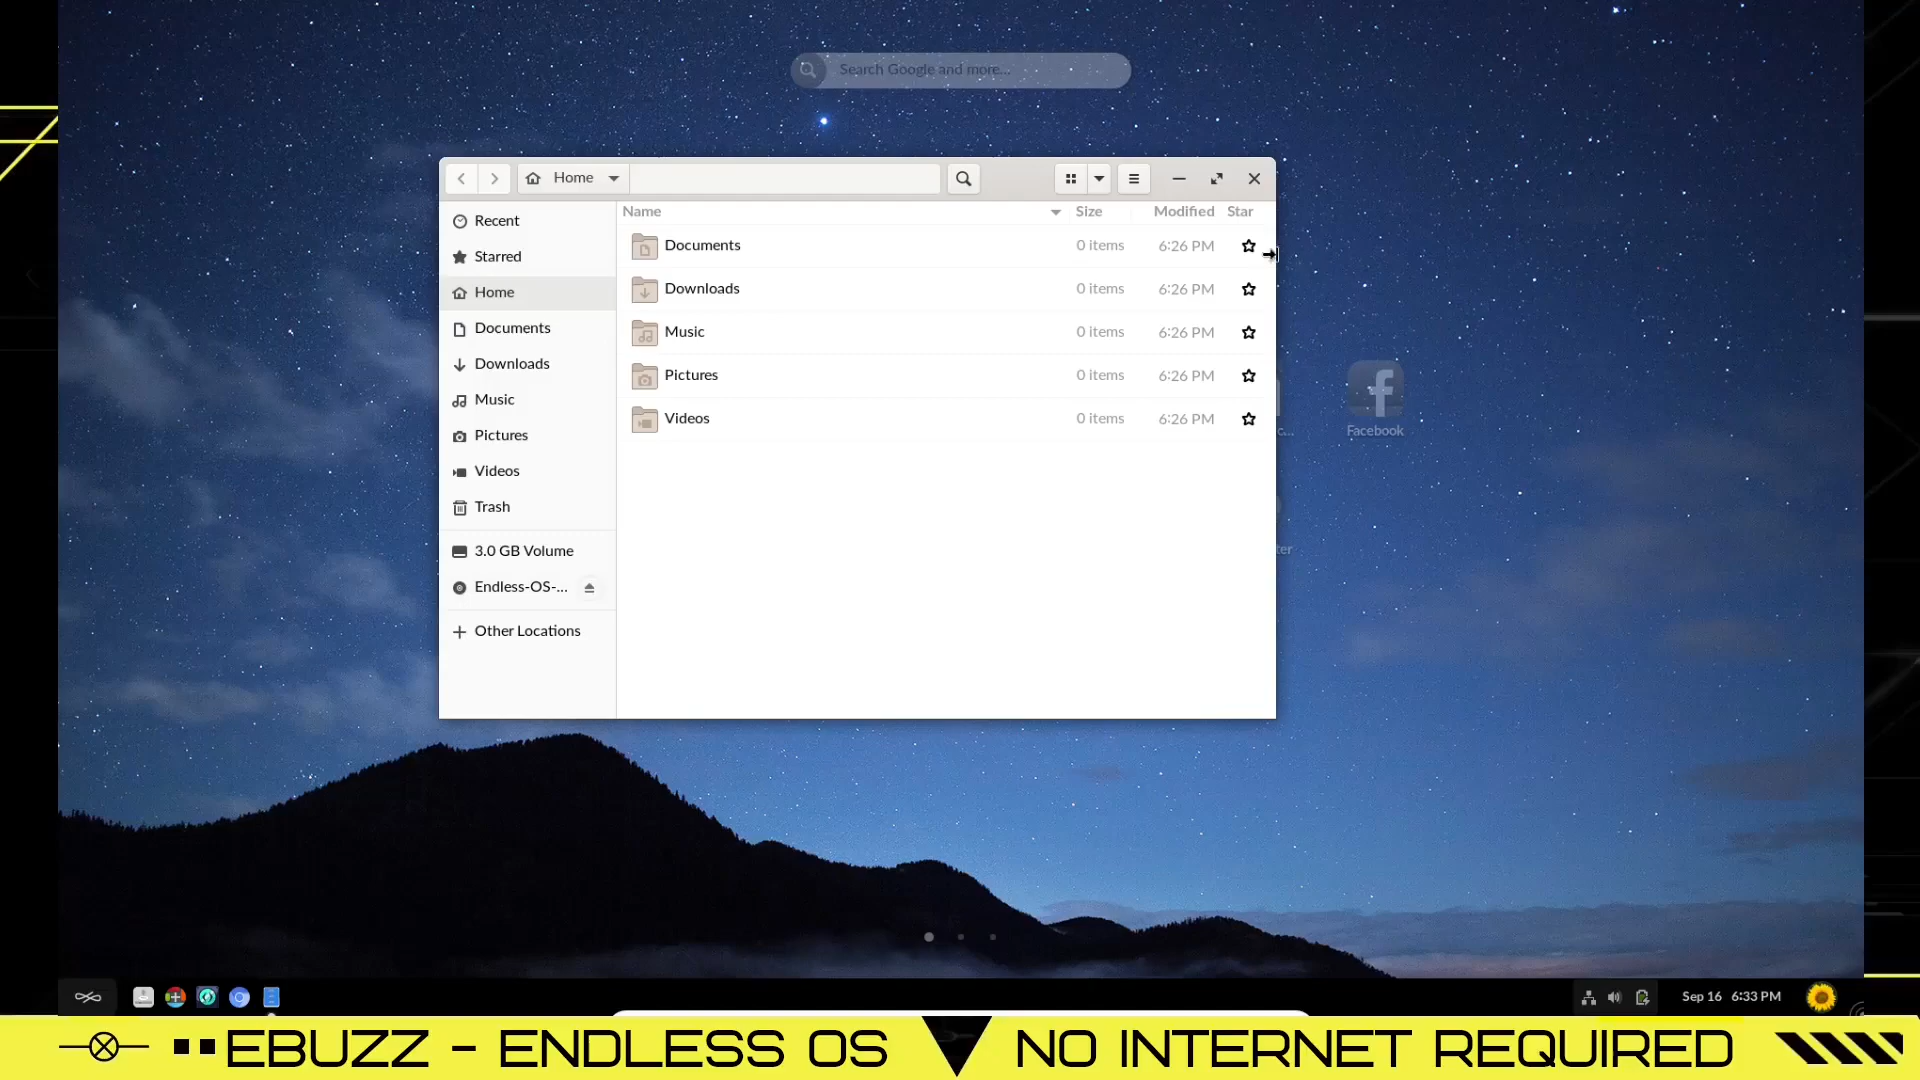 Search Google and more...
Home
Name Size Modified Star
Recent
Starred
Home
Documents
Downloads
Music
Pictures
Videos
Trash
3.0 GB Volume
Endless-OS-...
Other Locations
Documents 0 items 6:26 PM
Downloads 0 items 6:26 PM
Music 0 items 6:26 PM
Pictures 0 items 6:26 PM
Videos 0 items 6:26 PM
c...
Facebook
ter
Sep 16 6:33 PM
EBUZZ - ENDLESS OS NO INTERNET REQUIRED